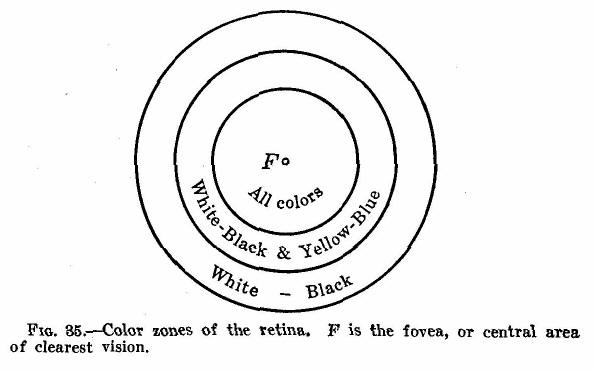 F
All colors
White-Black & Yellow-Blue
White - Black
FIG. 35.—Color zones of the retina. F is the fovea, or central area
of clearest vision.